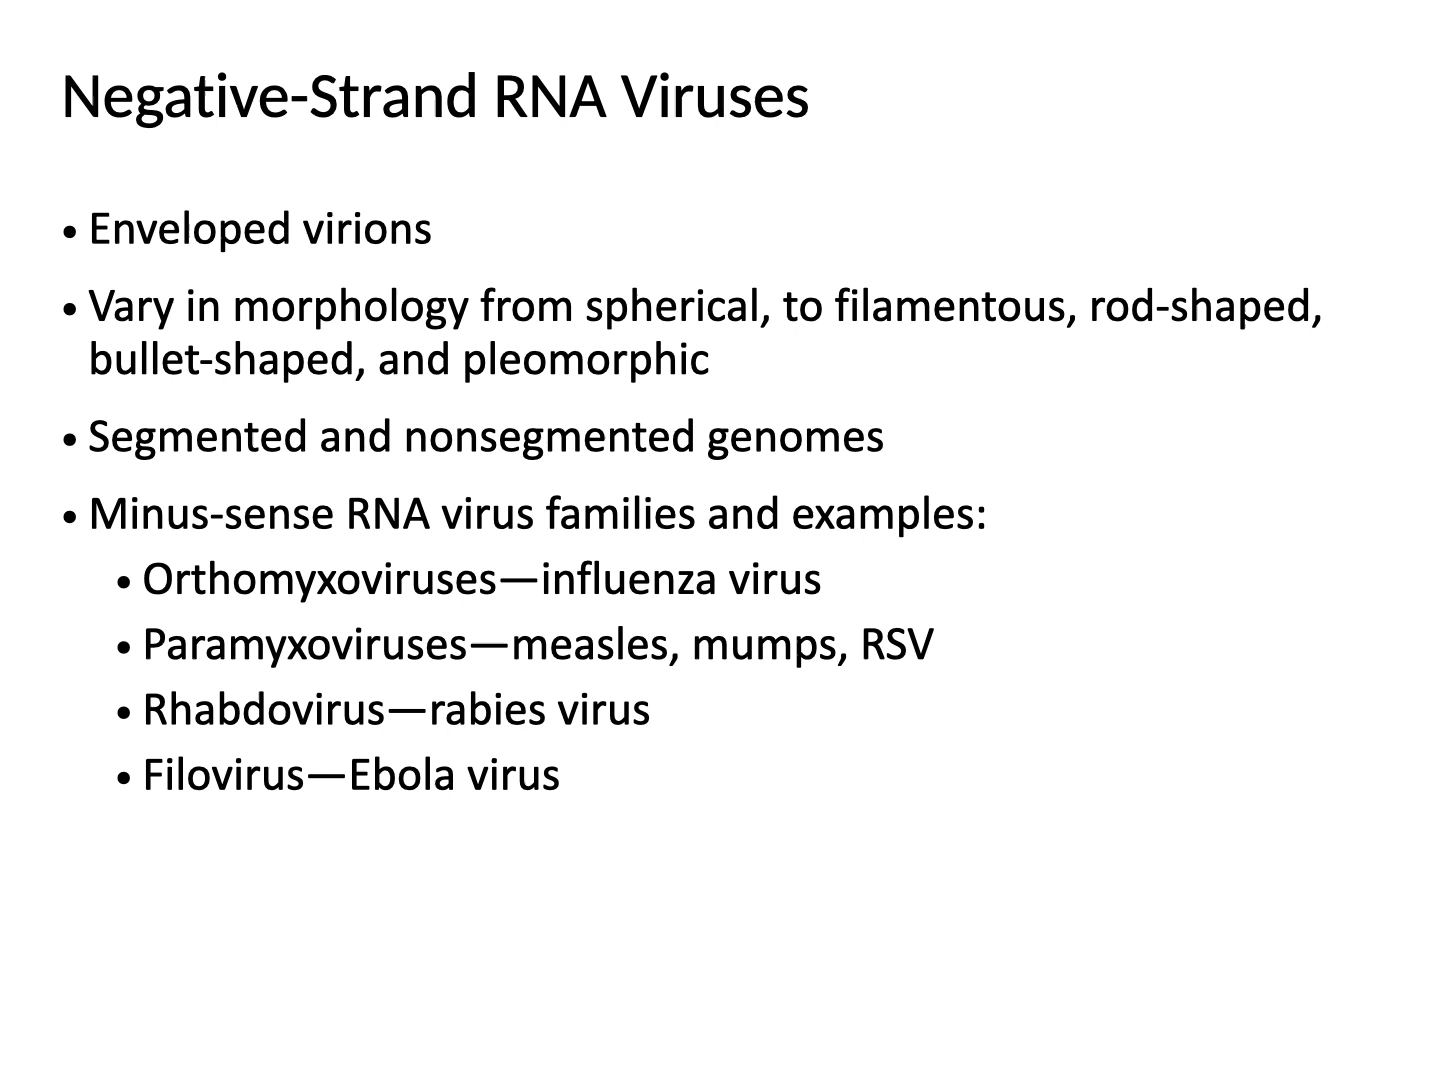 Negative-Strand RNA Viruses
• Enveloped virions
• Vary in morphology from spherical, to filamentous, rod-shaped,
bullet-shaped, and pleomorphic
• Segmented and nonsegmented genomes
• Minus-sense RNA virus families and examples:
• Orthomyxoviruses—influenza virus
• Paramyxoviruses—measles, mumps, RSV
• Rhabdovirus—rabies virus
• Filovirus—Ebola virus